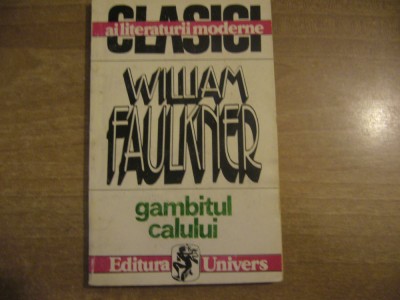 CLASICI
ai literaturii moderne
WILLIAM
FAULKNER
gambitul
calului
Editura Univers